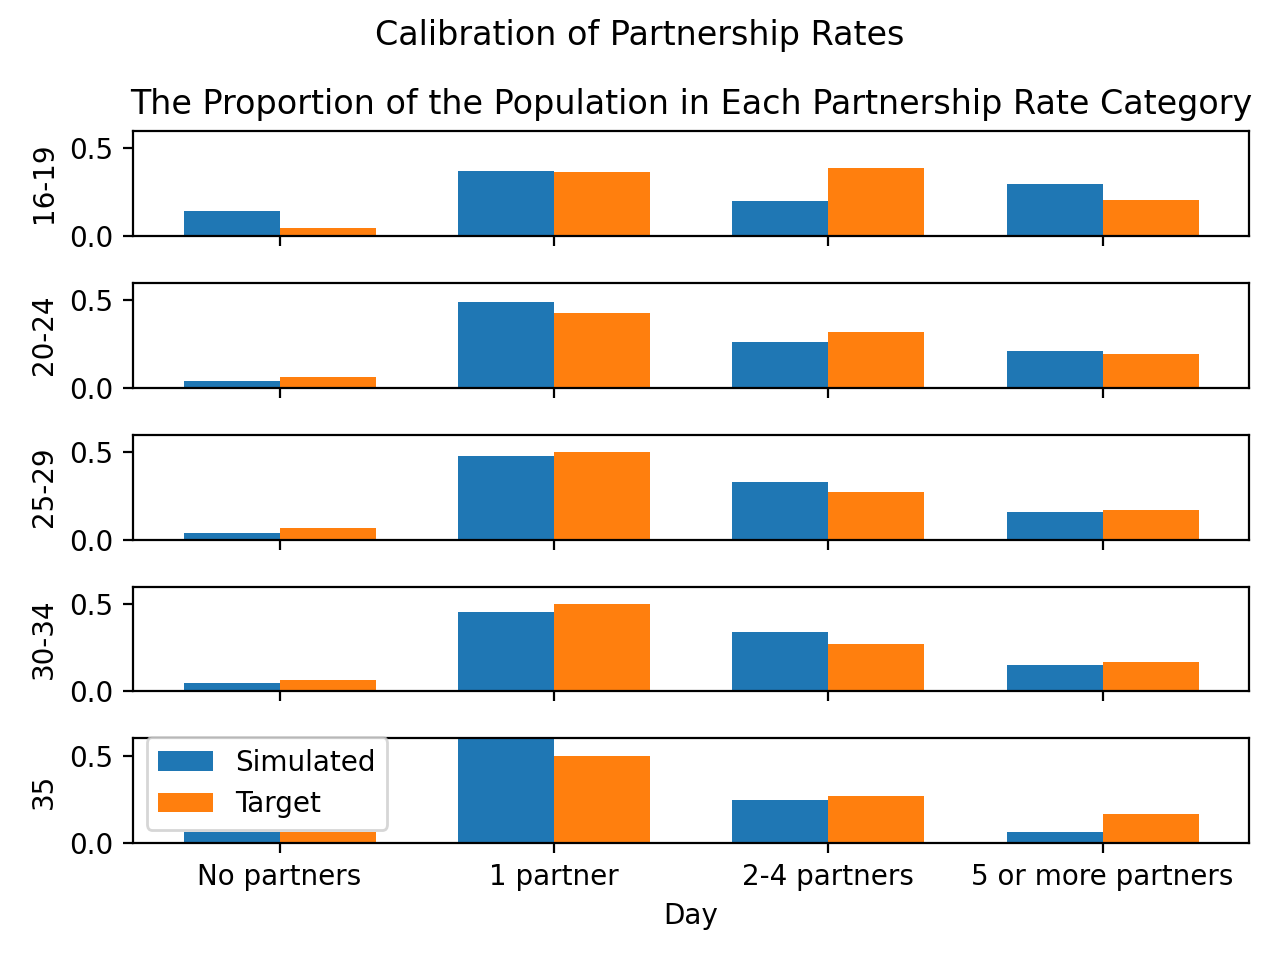 Calibration of Partnership Rates
The Proportion of the Population in Each Partnership Rate Category
0.5
0.0
16-19
0.5
0.0
20-24
0.5
0.0
25-29
0.5
0.0
30-34
0.5
0.0
35
Simulated
Target
No partners
1 partner
2-4 partners
5 or more partners
Day